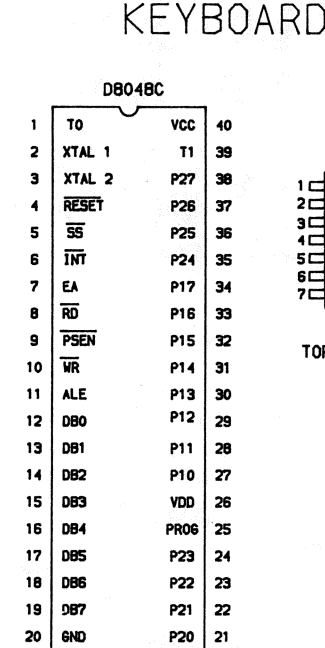 KEYBOARD
D8048C
1 T0 VCC 40
2 XTAL 1 T1 39
3 XTAL 2 P27 38
4 RESET P26 37
5 SS P25 36
6 INT P24 35
7 EA P17 34
8 RD P16 33
9 PSEN P15 32
10 WR P14 31
11 ALE P13 30
12 DB0 P12 29
13 DB1 P11 28
14 DB2 P10 27
15 DB3 VDD 26
16 DB4 PROG 25
17 DB5 P23 24
18 DB6 P22 23
19 DB7 P21 22
20 GND P20 21
1
2
3
4
5
6
7